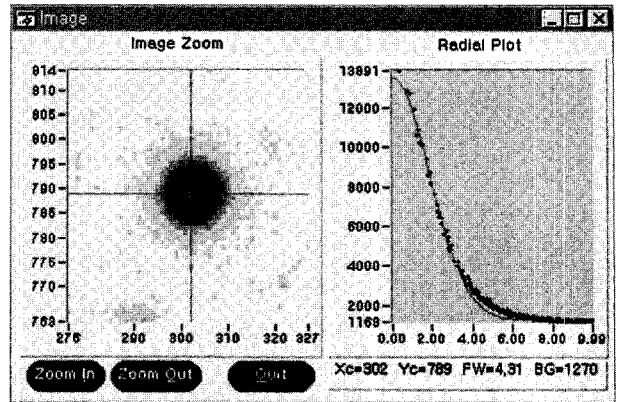 Image
Image Zoom
Radial Plot
814
810
805
800
795
790
785
780
775
770
763
276 290 300 310 320 327
13891
12000
10000
8000
6000
4000
2000
1169
0.00 2.00 4.00 6.00 8.00 9.99
Xc=302 Yc=789 FW=4,31 BG=1270
Zoom In Zoom Out Quit